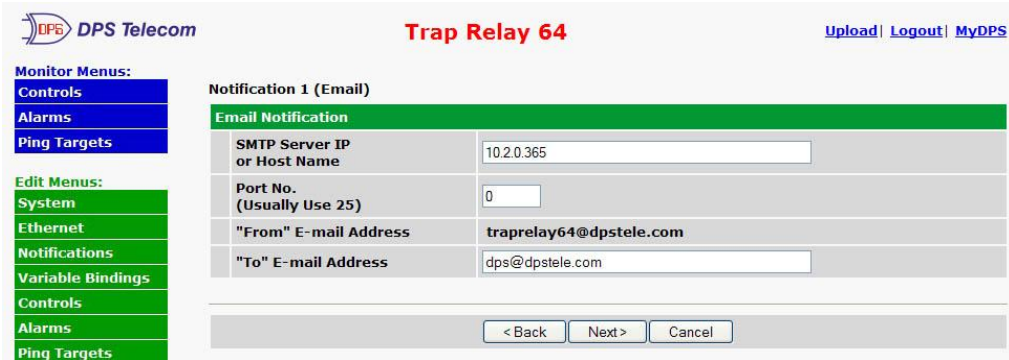 DPS DPS Telecom
Trap Relay 64
Upload| Logout| MyDPS
Monitor Menus:
Controls
Alarms
Ping Targets
Edit Menus:
System
Ethernet
Notifications
Variable Bindings
Controls
Alarms
Ping Targets
Notification 1 (Email)
Email Notification
SMTP Server IP
or Host Name
10.2.0.365
Port No.
(Usually Use 25)
0
"From" E-mail Address
traprelay64@dpstele.com
"To" E-mail Address
dps@dpstele.com
< Back
Next >
Cancel